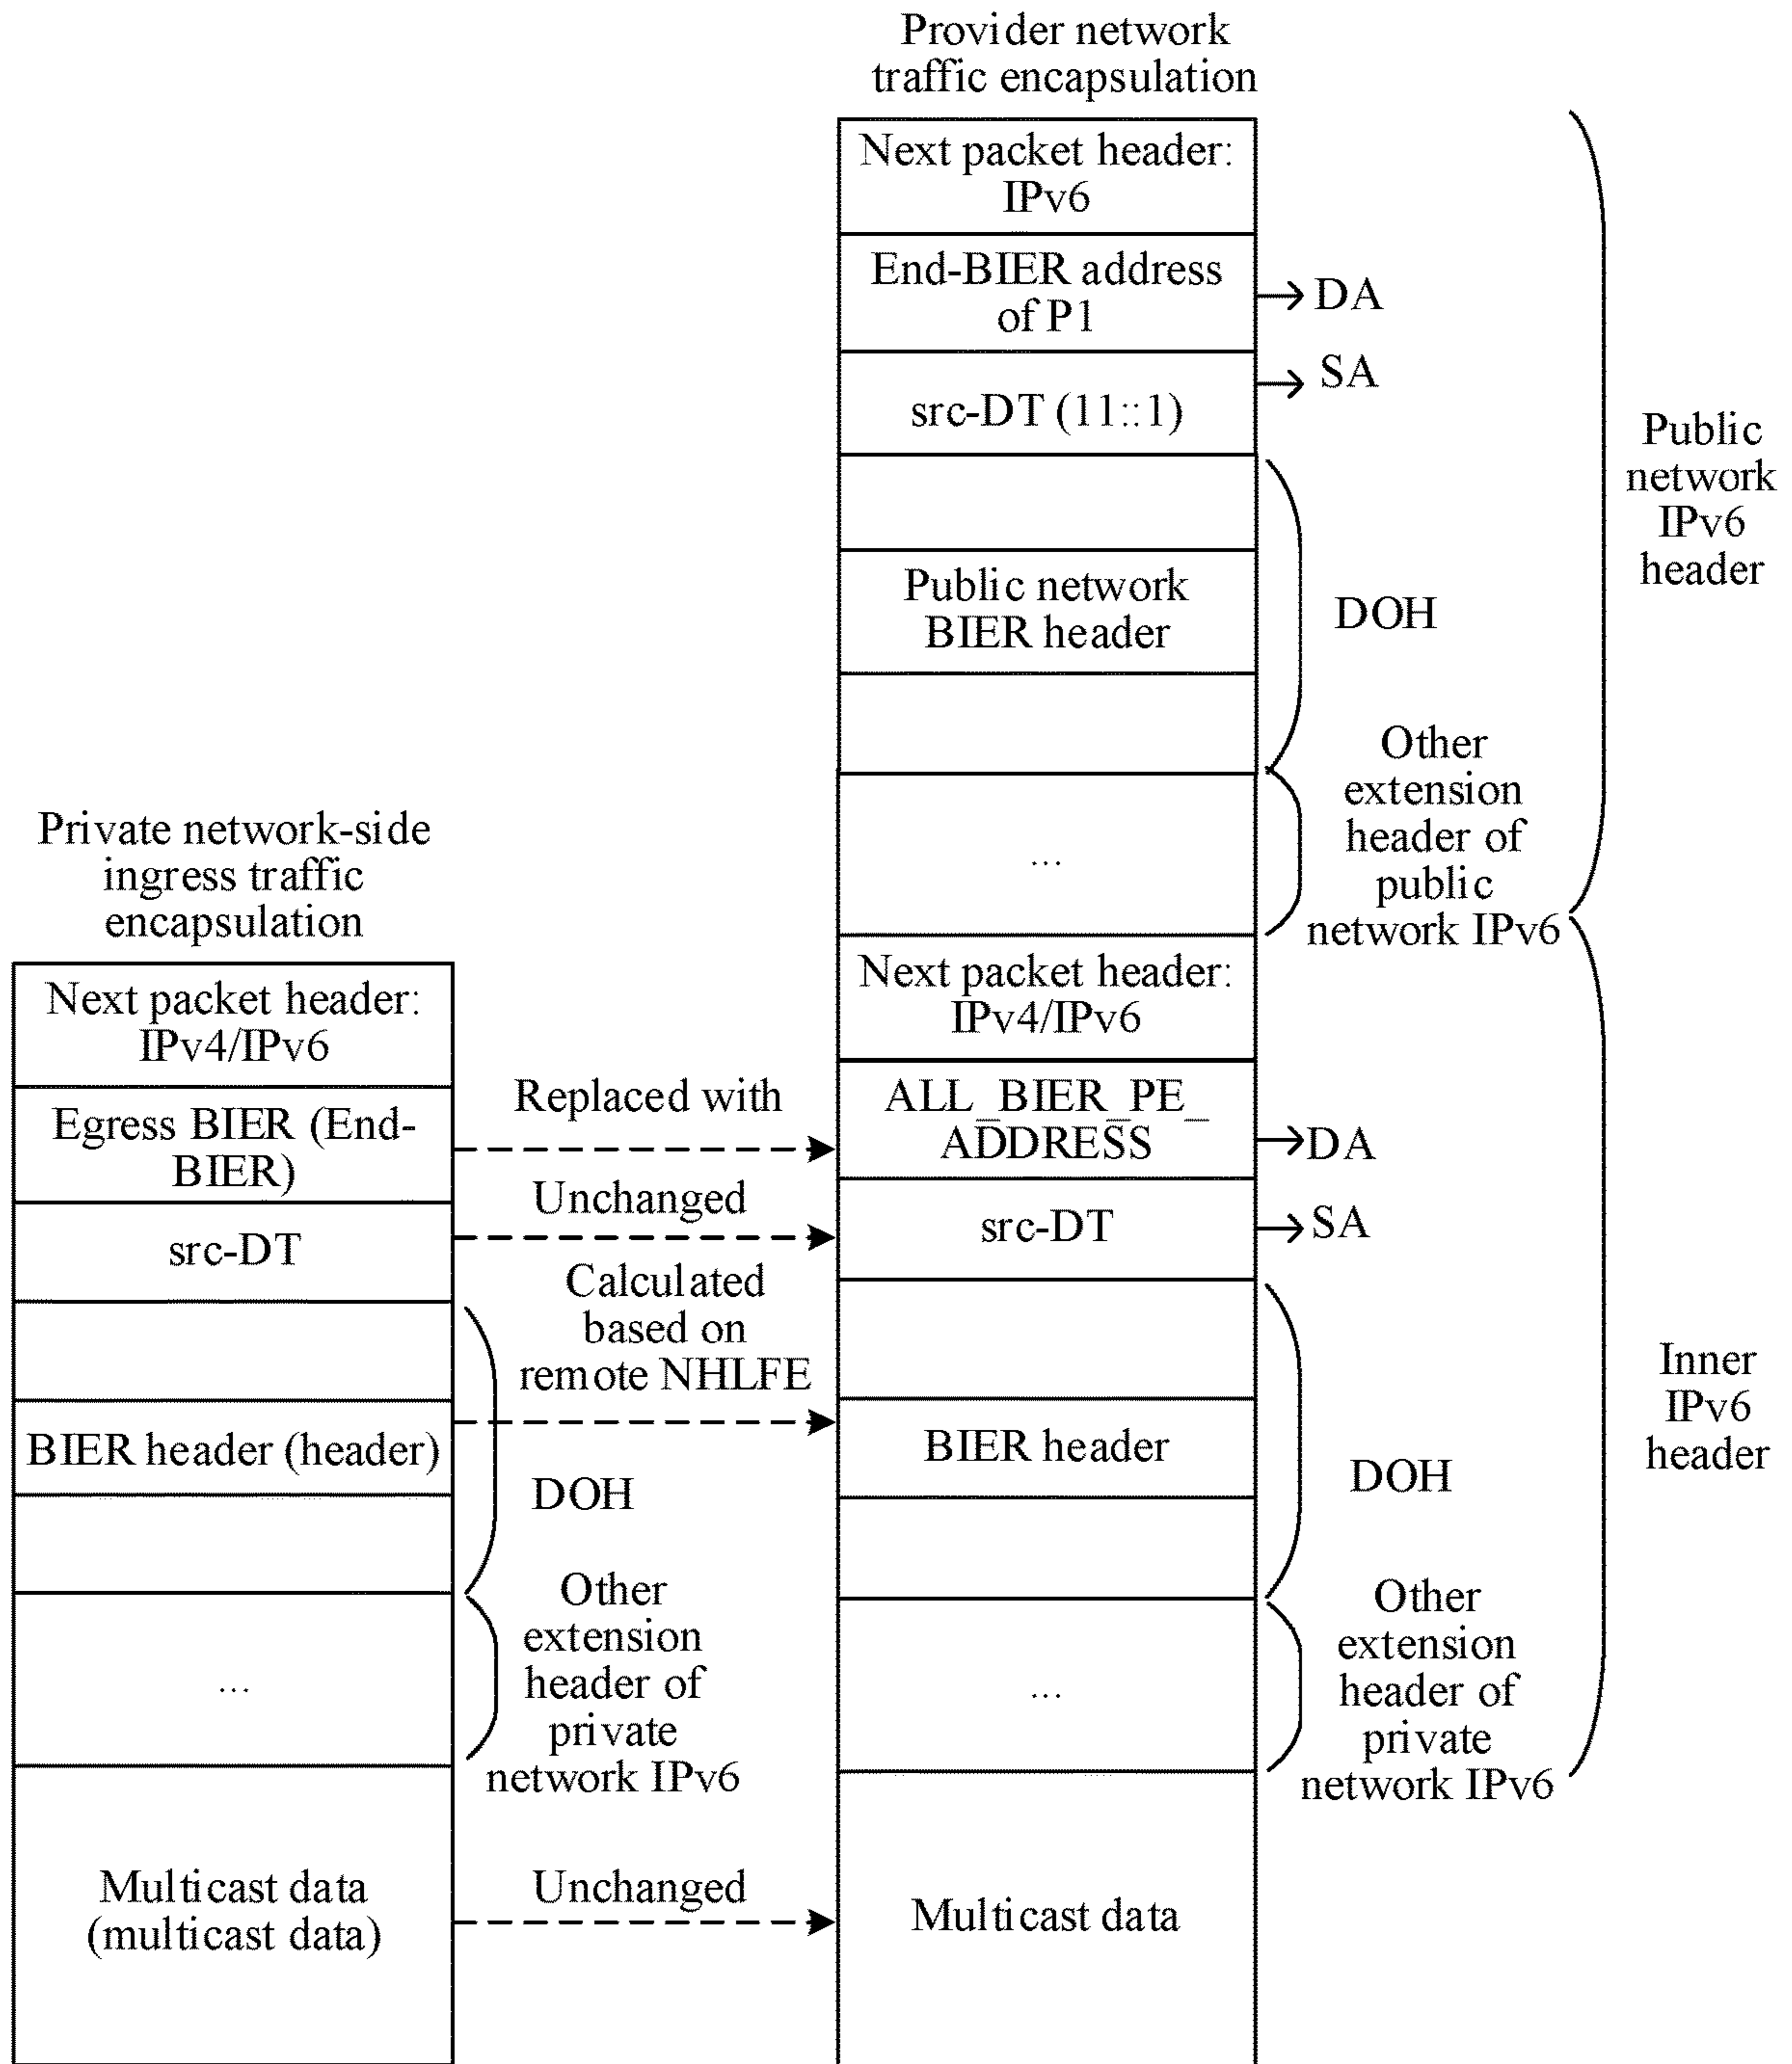 Provider network
traffic encapsulation
Next packet header:
IPv6
End-BIER address
of P1
DA
src-DT (11::1)
SA
Public network
BIER header
DOH
...
Other
extension
header of
public
network IPv6
Public
network
IPv6
header
Private network-side
ingress traffic
encapsulation
Next packet header:
IPv4/IPv6
Egress BIER (End-
BIER)
src-DT
BIER header (header)
DOH
...
Other
extension
header of
private
network IPv6
Multicast data
(multicast data)
Replaced with
Unchanged
Calculated
based on
remote NHLFE
Unchanged
Next packet header:
IPv4/IPv6
ALL_BIER_PE_
ADDRESS
DA
src-DT
SA
BIER header
DOH
...
Other
extension
header of
private
network IPv6
Multicast data
Inner
IPv6
header